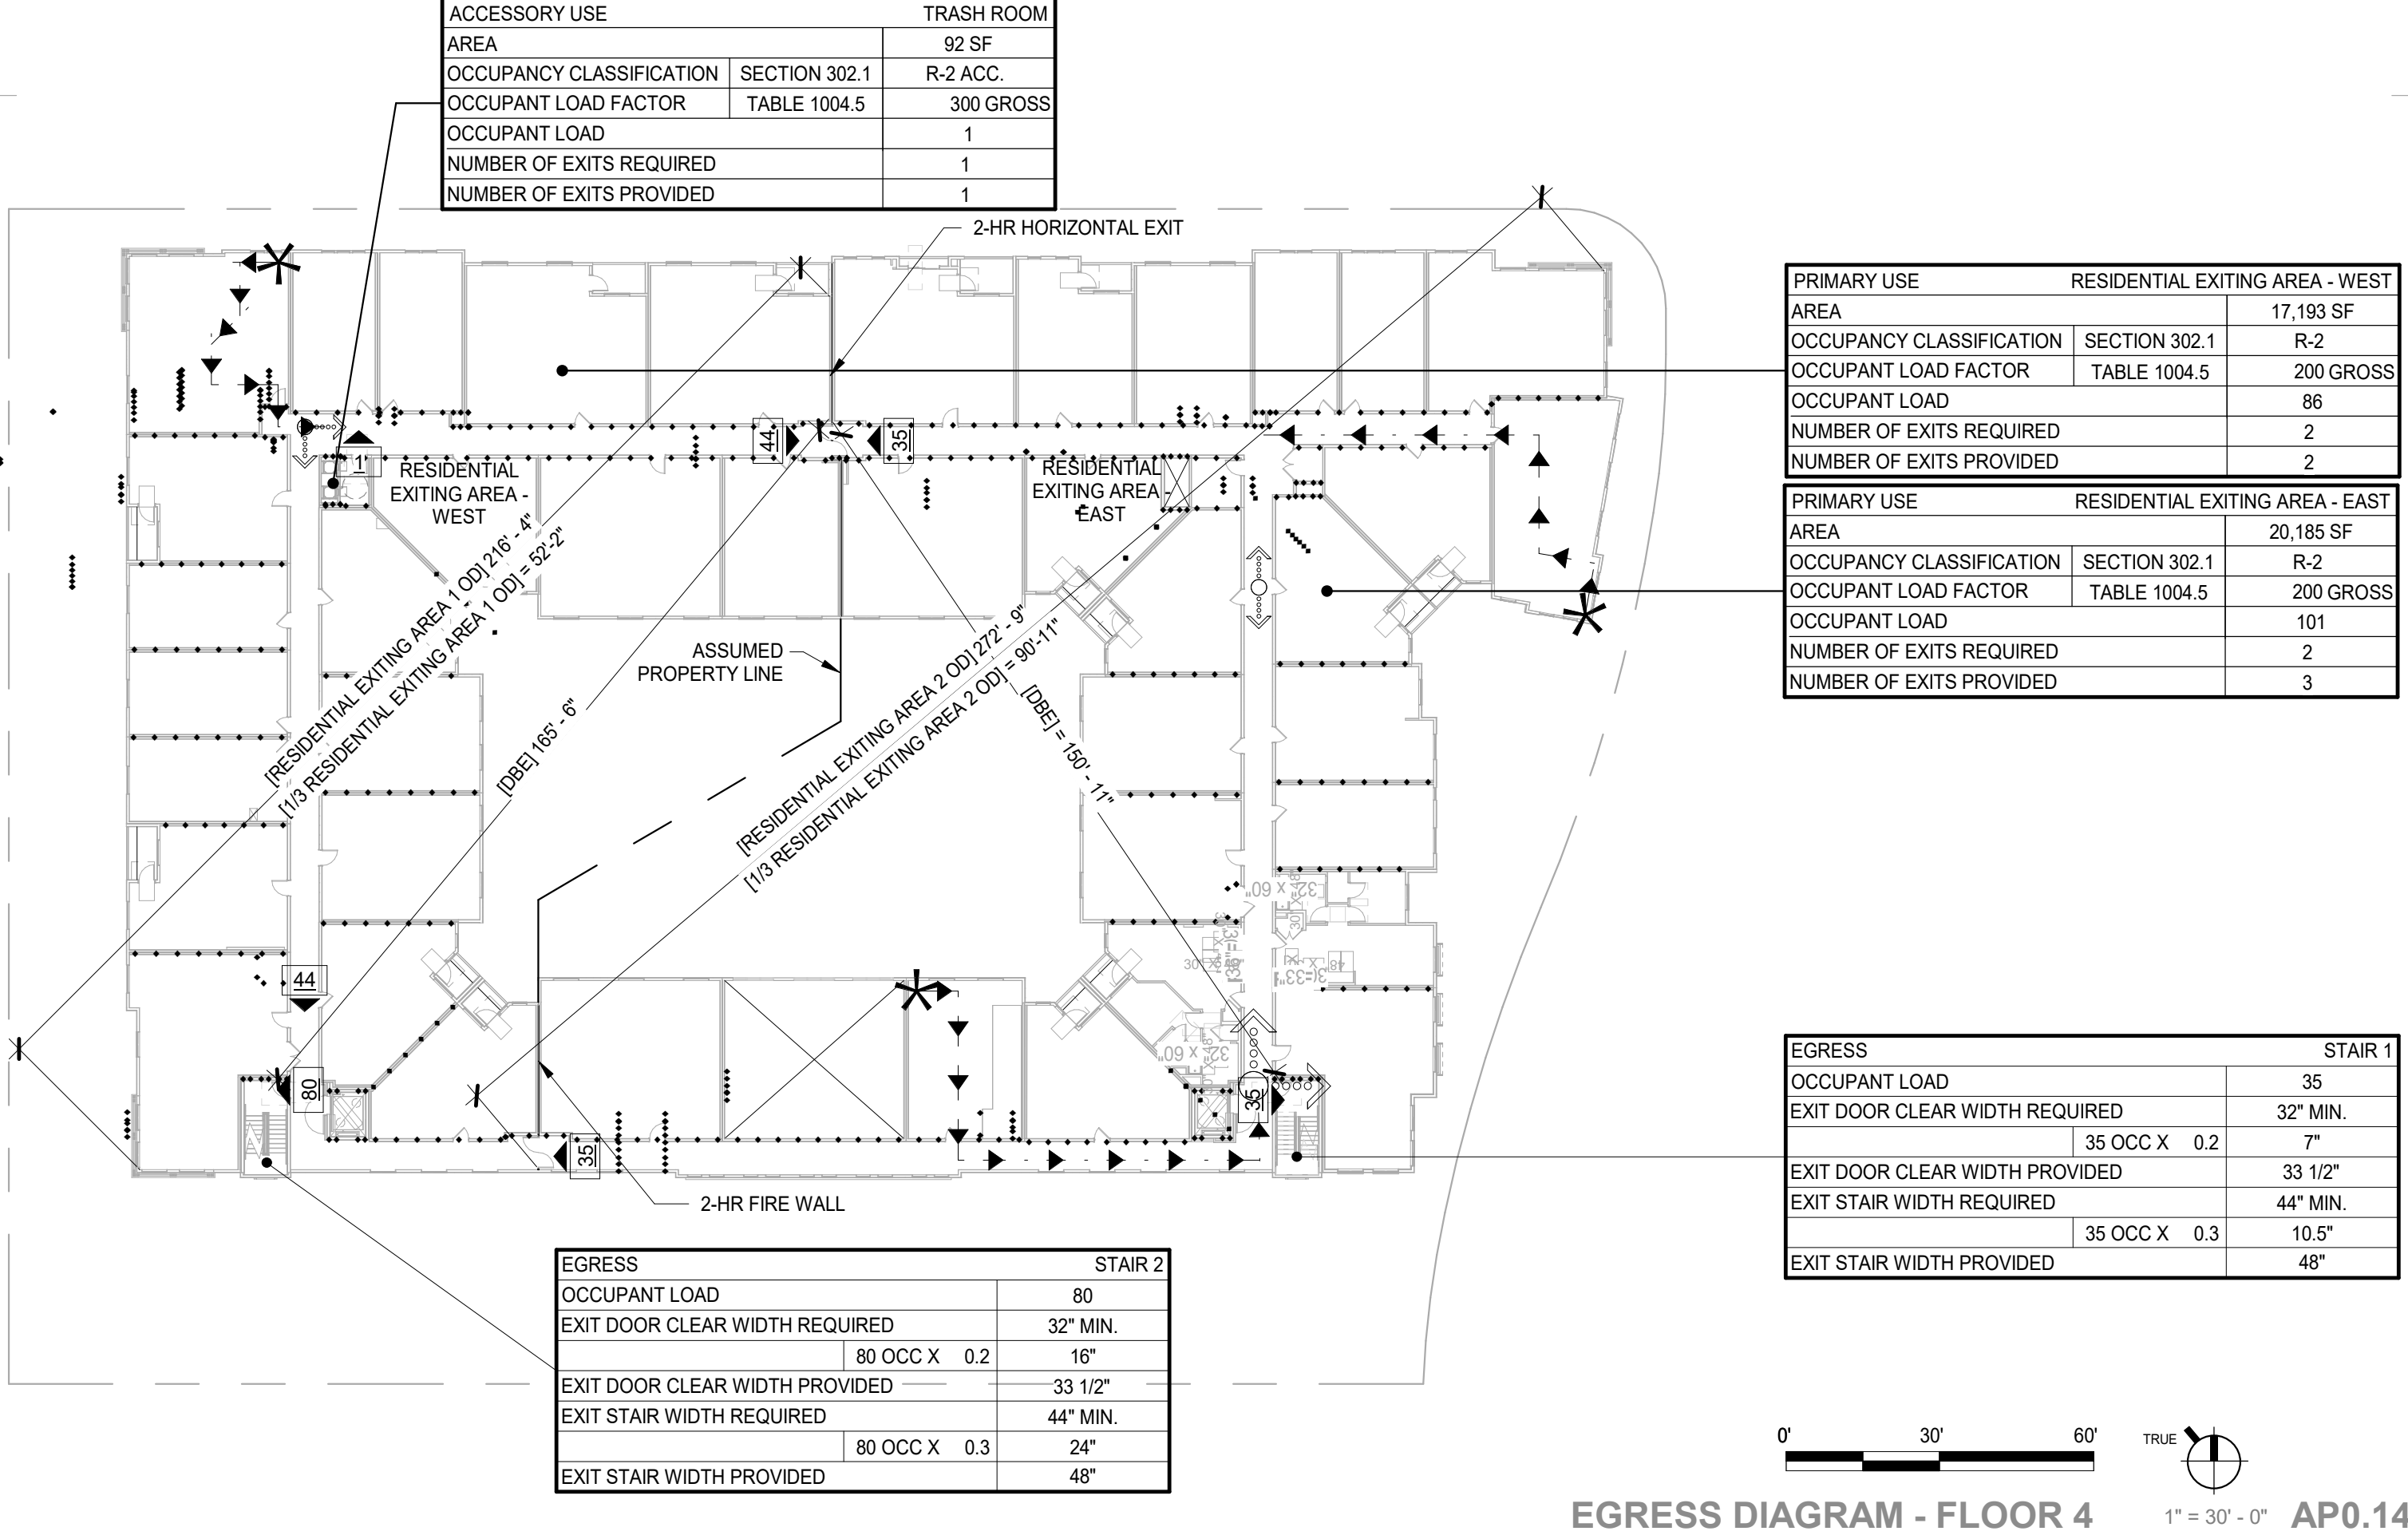 ACCESSORY USE TRASH ROOM
AREA 92 SF
OCCUPANCY CLASSIFICATION SECTION 302.1 R-2 ACC.
OCCUPANT LOAD FACTOR TABLE 1004.5 300 GROSS
OCCUPANT LOAD 1
NUMBER OF EXITS REQUIRED 1
NUMBER OF EXITS PROVIDED 1
2-HR HORIZONTAL EXIT
PRIMARY USE RESIDENTIAL EXITING AREA - WEST
AREA 17,193 SF
OCCUPANCY CLASSIFICATION SECTION 302.1 R-2
OCCUPANT LOAD FACTOR TABLE 1004.5 200 GROSS
OCCUPANT LOAD 86
NUMBER OF EXITS REQUIRED 2
NUMBER OF EXITS PROVIDED 2
PRIMARY USE RESIDENTIAL EXITING AREA - EAST
AREA 20,185 SF
OCCUPANCY CLASSIFICATION SECTION 302.1 R-2
OCCUPANT LOAD FACTOR TABLE 1004.5 200 GROSS
OCCUPANT LOAD 101
NUMBER OF EXITS REQUIRED 2
NUMBER OF EXITS PROVIDED 3
44
35
1
RESIDENTIAL
EXITING AREA -
WEST
RESIDENTIAL
EXITING AREA -
EAST
[RESIDENTIAL EXITING AREA 1 OD] 216' - 4"
[1/3 RESIDENTIAL EXITING AREA 1 OD] = 52'-2"
[DBE] 165' - 6"
ASSUMED
PROPERTY LINE
[RESIDENTIAL EXITING AREA 2 OD] 272' - 9"
[1/3 RESIDENTIAL EXITING AREA 2 OD] = 90'-11"
[DBE] = 150' - 11"
32" x 60"
32" x 60"
44
80
35
35
2-HR FIRE WALL
EGRESS STAIR 1
OCCUPANT LOAD 35
EXIT DOOR CLEAR WIDTH REQUIRED 32" MIN.
35 OCC X 0.2 7"
EXIT DOOR CLEAR WIDTH PROVIDED 33 1/2"
EXIT STAIR WIDTH REQUIRED 44" MIN.
35 OCC X 0.3 10.5"
EXIT STAIR WIDTH PROVIDED 48"
EGRESS STAIR 2
OCCUPANT LOAD 80
EXIT DOOR CLEAR WIDTH REQUIRED 32" MIN.
80 OCC X 0.2 16"
EXIT DOOR CLEAR WIDTH PROVIDED 33 1/2"
EXIT STAIR WIDTH REQUIRED 44" MIN.
80 OCC X 0.3 24"
EXIT STAIR WIDTH PROVIDED 48"
0' 30' 60'
TRUE
EGRESS DIAGRAM - FLOOR 4 1" = 30' - 0" AP0.14